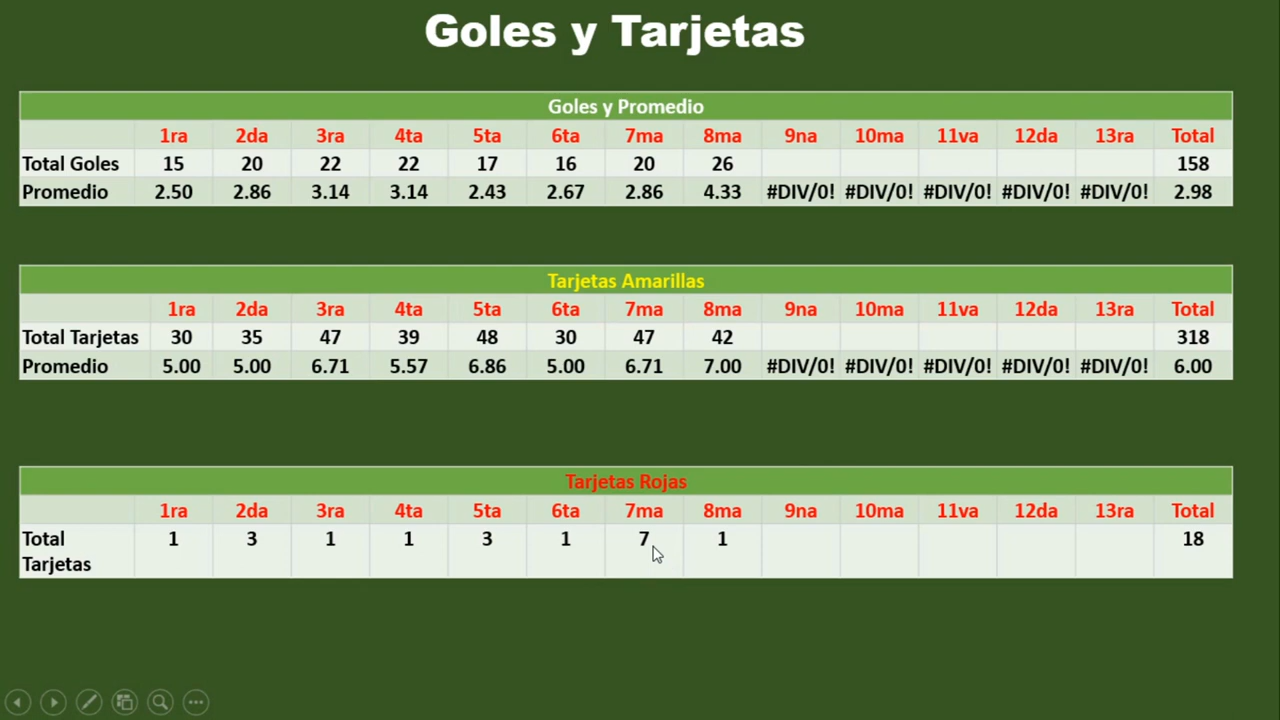 Goles y Tarjetas
Goles y Promedio
1ra 2da 3ra 4ta 5ta 6ta 7ma 8ma 9na 10ma 11va 12da 13ra Total
Total Goles 15 20 22 22 17 16 20 26 158
Promedio 2.50 2.86 3.14 3.14 2.43 2.67 2.86 4.33 #DIV/0! #DIV/0! #DIV/0! #DIV/0! #DIV/0! 2.98
Tarjetas Amarillas
1ra 2da 3ra 4ta 5ta 6ta 7ma 8ma 9na 10ma 11va 12da 13ra Total
Total Tarjetas 30 35 47 39 48 30 47 42 318
Promedio 5.00 5.00 6.71 5.57 6.86 5.00 6.71 7.00 #DIV/0! #DIV/0! #DIV/0! #DIV/0! #DIV/0! 6.00
Tarjetas Rojas
1ra 2da 3ra 4ta 5ta 6ta 7ma 8ma 9na 10ma 11va 12da 13ra Total
Total 1 3 1 1 3 1 7 1 18
Tarjetas